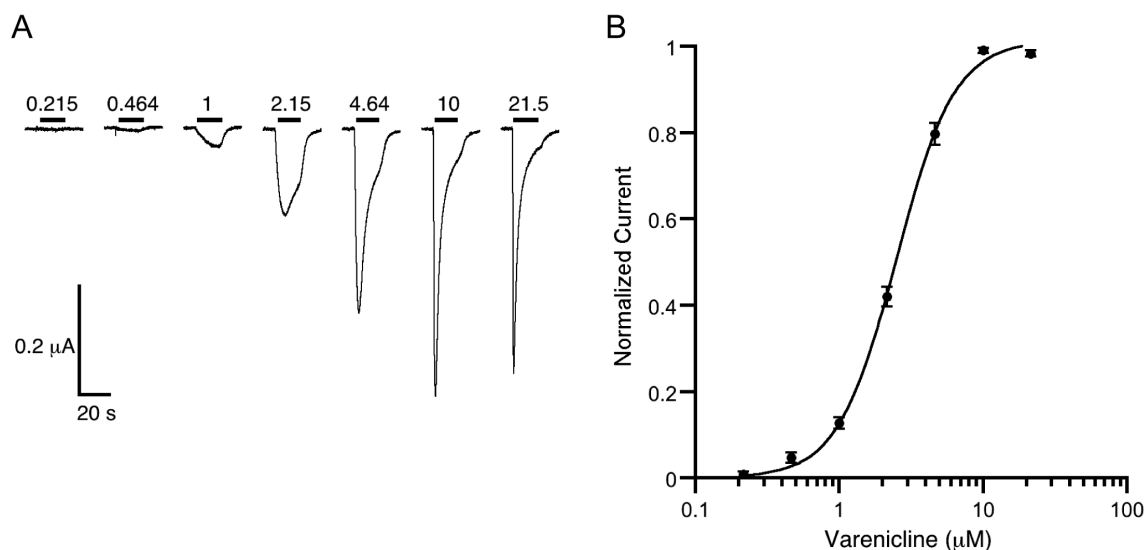 A
0.215 0.464 1 2.15 4.64 10 21.5
0.2 μA
20 s
B
Normalized Current
1
0.8
0.6
0.4
0.2
0
0.1 1 10 100
Varenicline (μM)